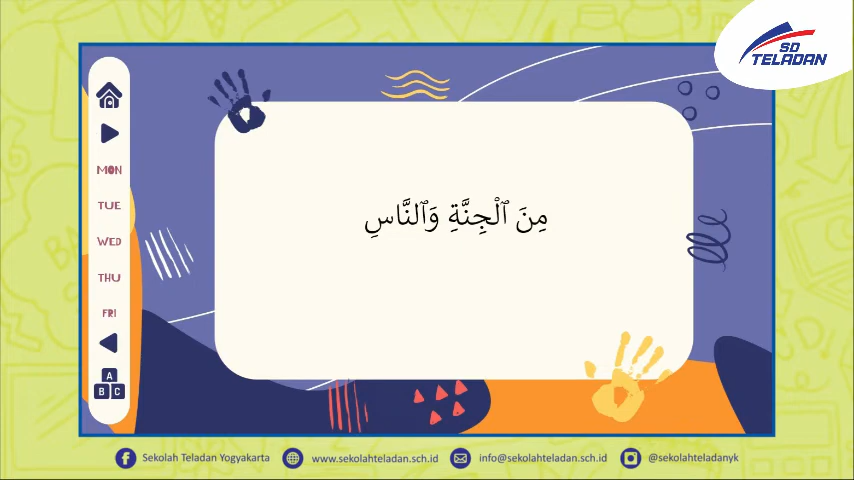 SD
TELADAN
MON
TUE
WED
THU
FRI
A
B C
مِنَ ٱلْجِنَّةِ وَٱلنَّاسِ
Sekolah Teladan Yogyakarta
www.sekolahteladan.sch.id
info@sekolahteladan.sch.id
@sekolahteladanyk